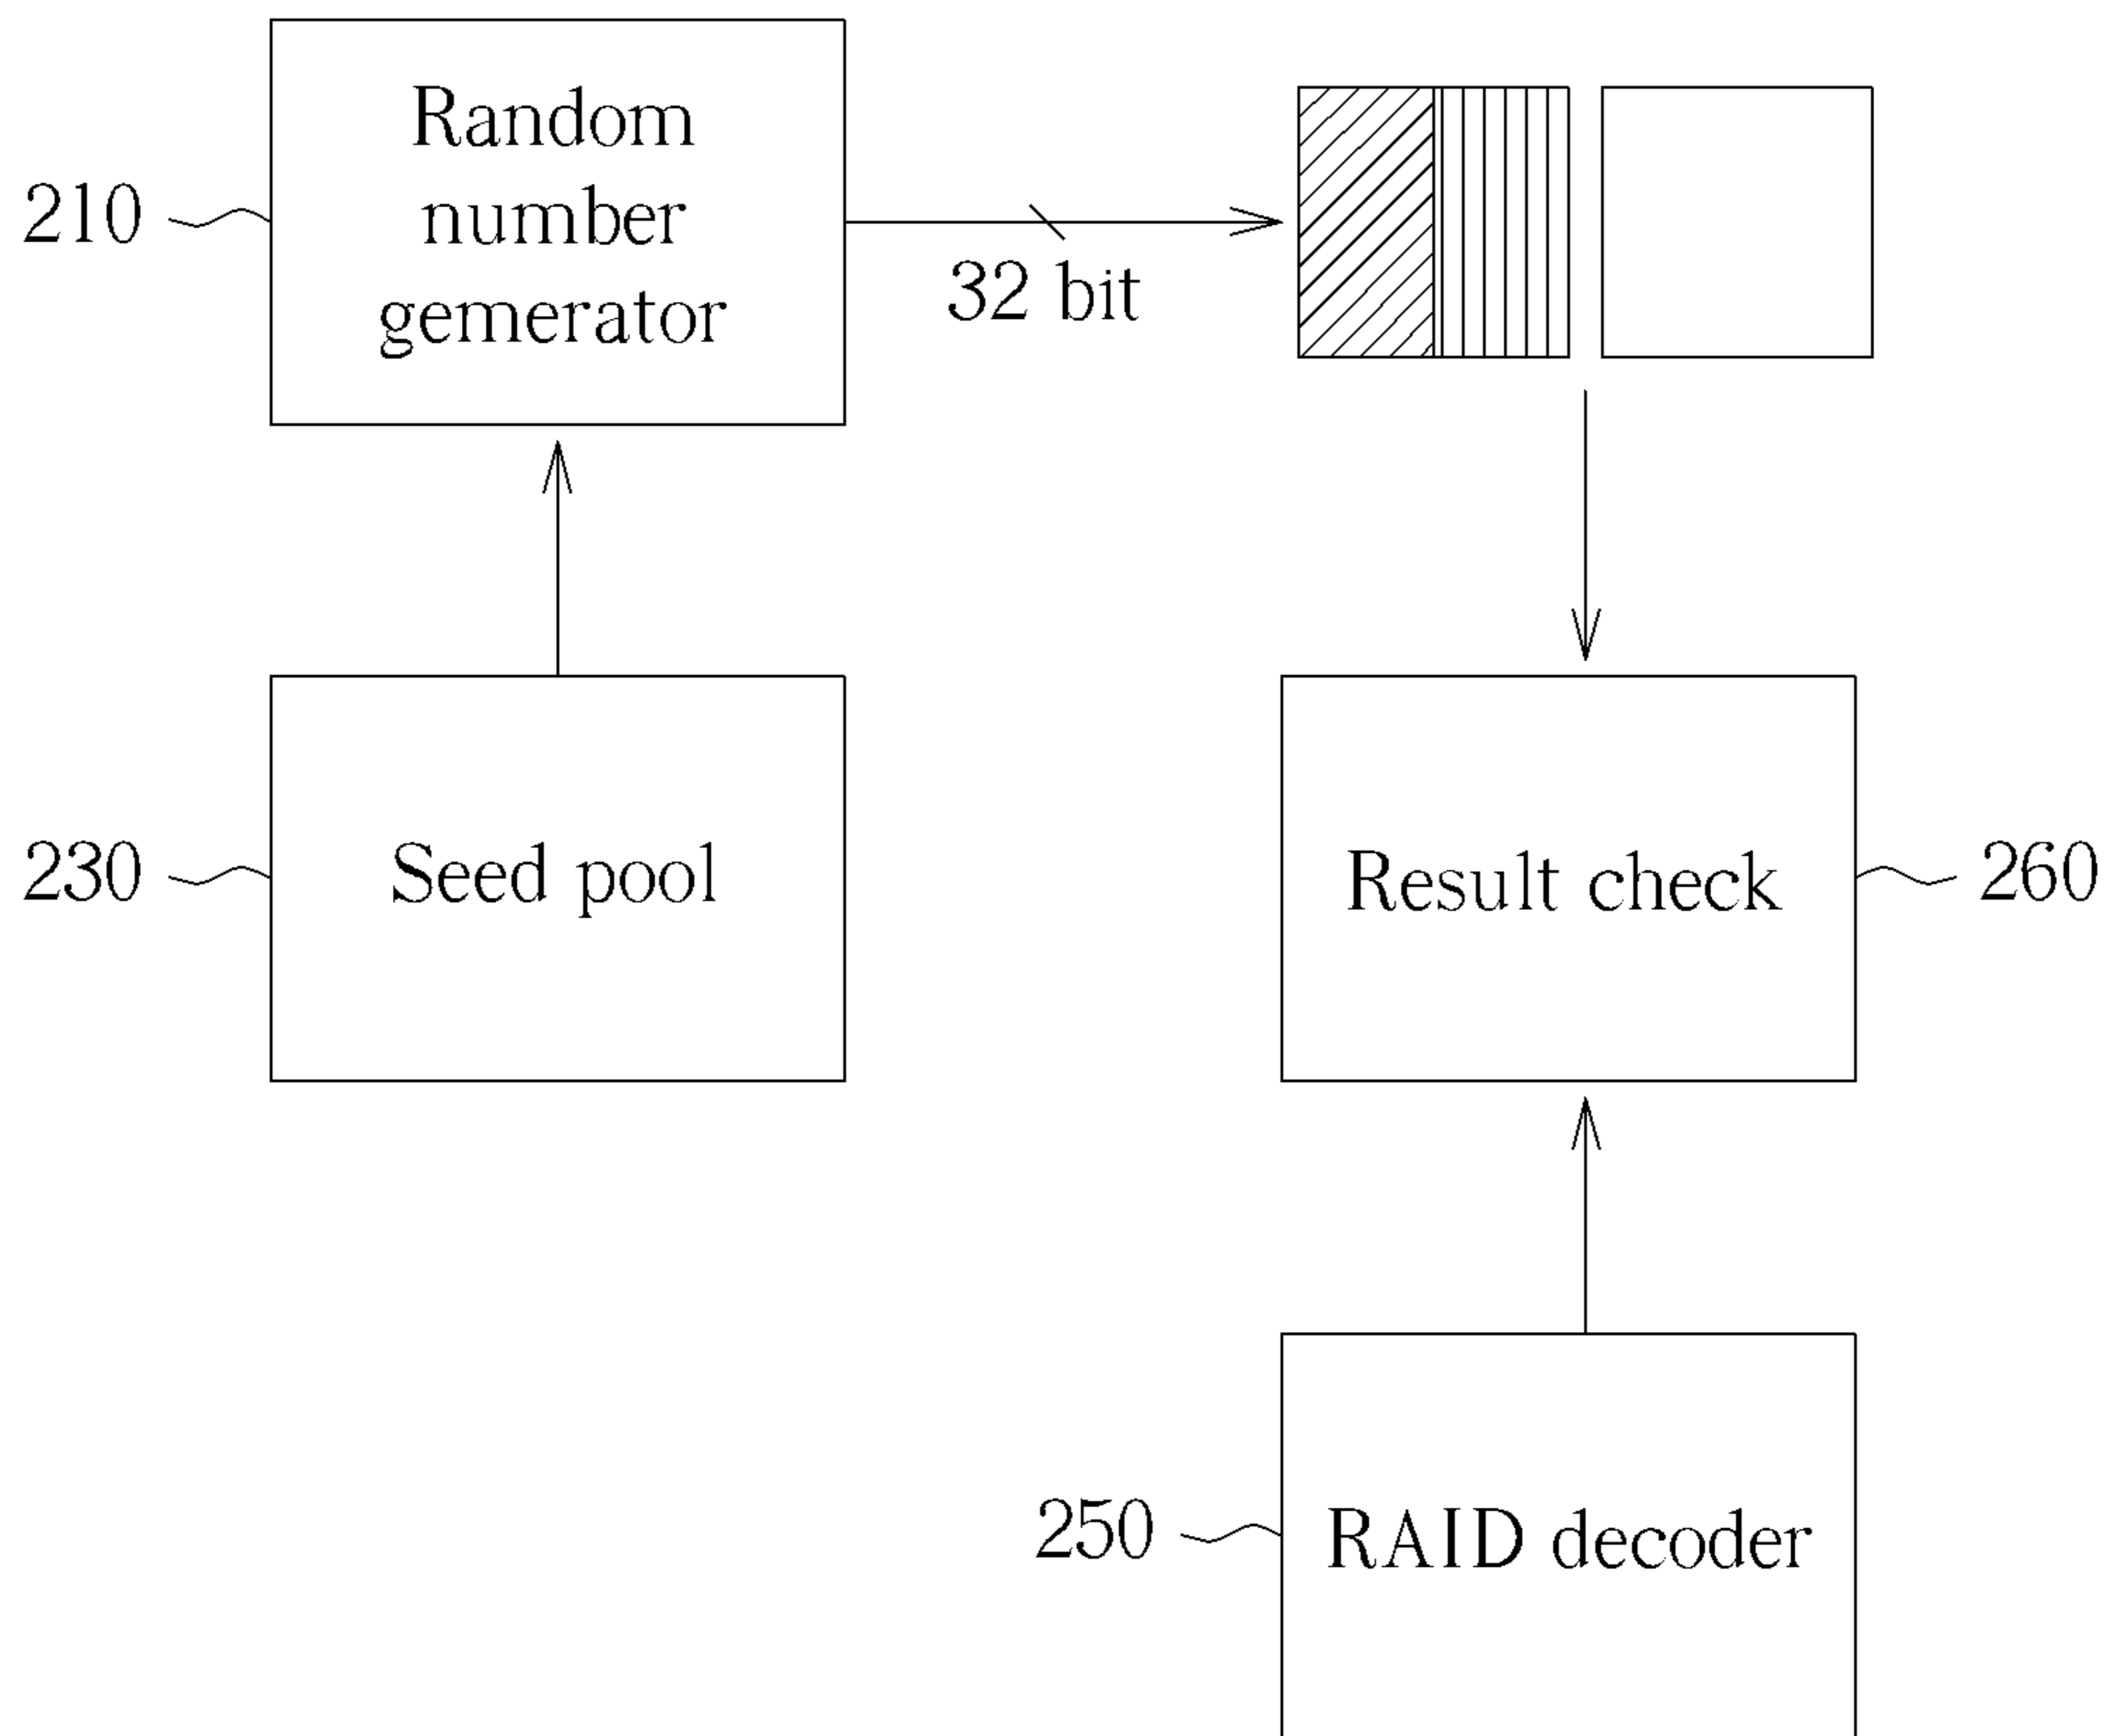 Random
number
gemerator
210
32 bit
230
Seed pool
Result check
260
250
RAID decoder